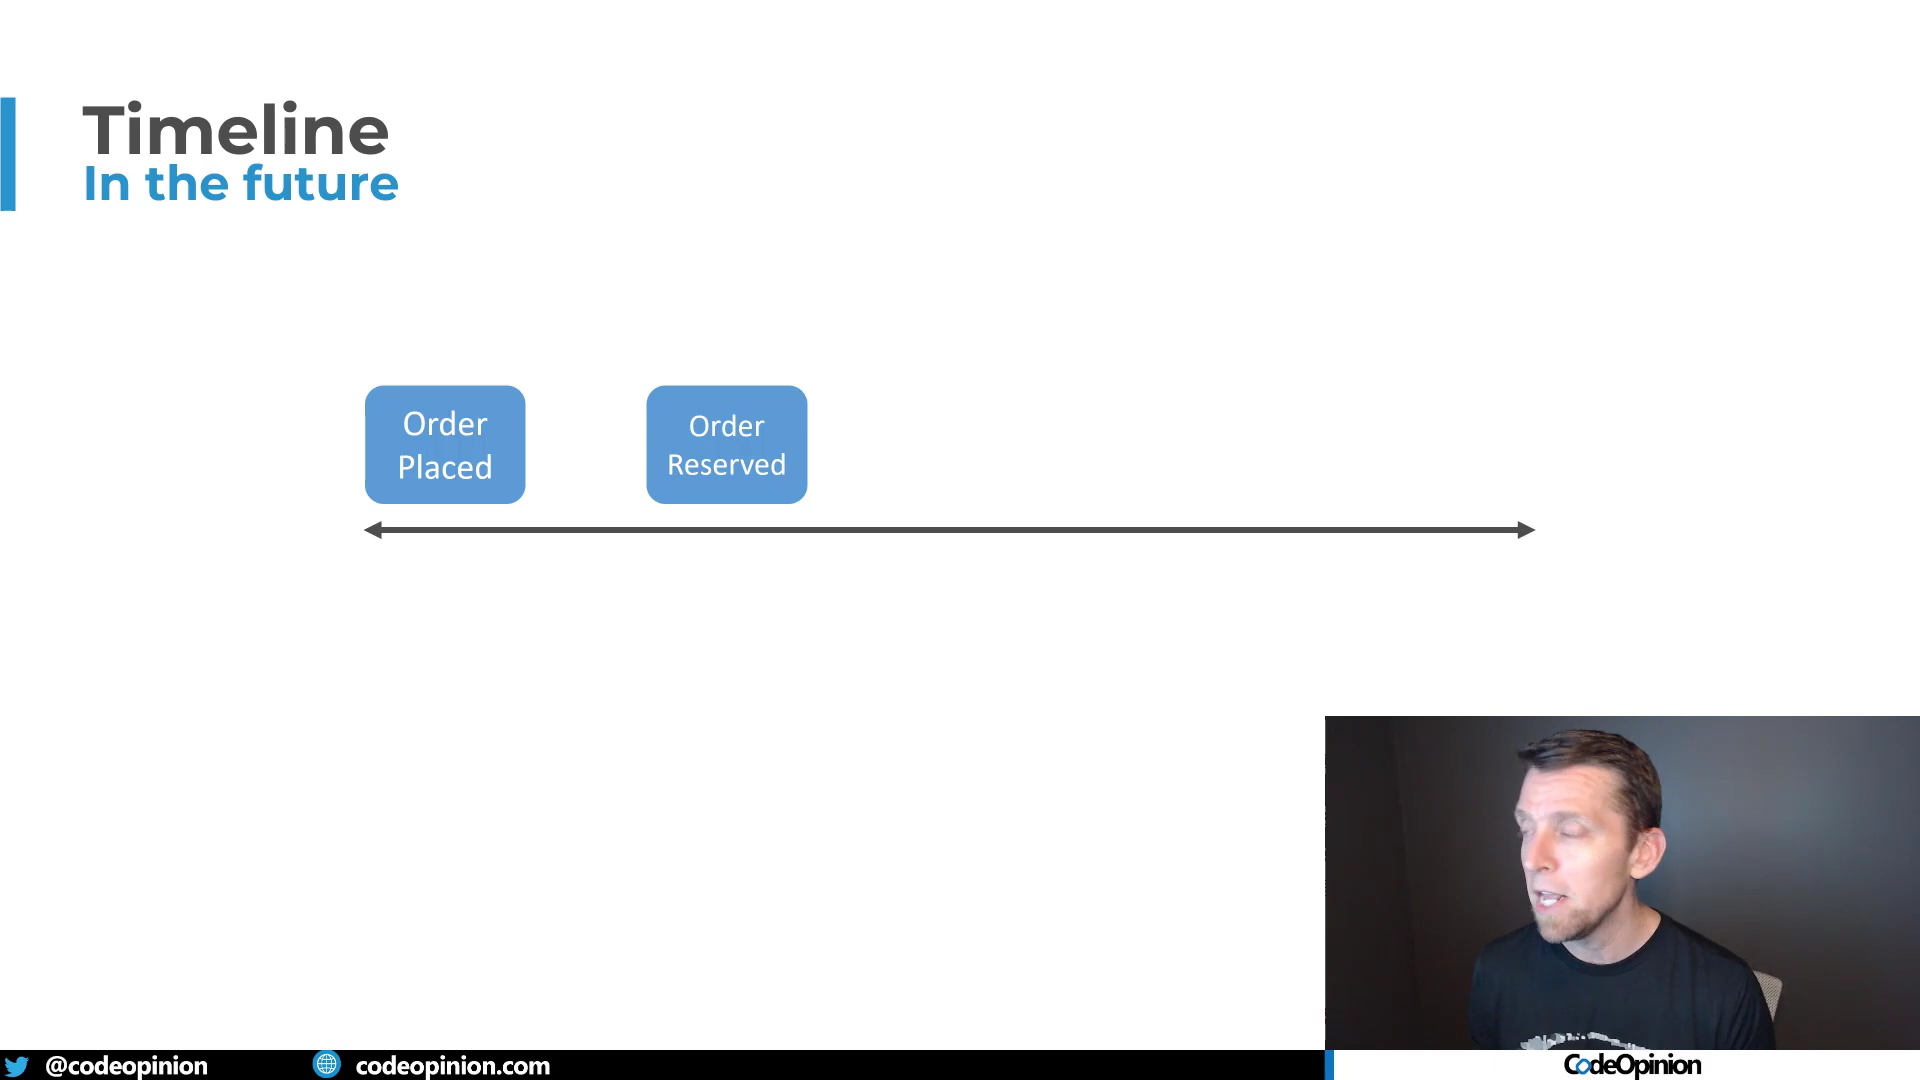 Timeline
In the future
Order
Placed
Order
Reserved
@codeopinion
codeopinion.com
CodeOpinion